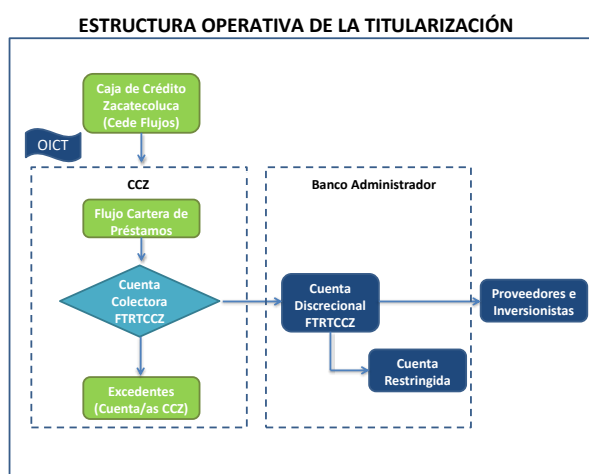 ESTRUCTURA OPERATIVA DE LA TITULARIZACIÓN
Caja de Crédito
Zacatecoluca
(Cede Flujos)
OICT
CCZ
Banco Administrador
Flujo Cartera de
Préstamos
Cuenta
Colectora
FTRTCCZ
Cuenta
Discrecional
FTRTCCZ
Proveedores e
Inversionistas
Cuenta
Restringida
Excedentes
(Cuenta/as CCZ)